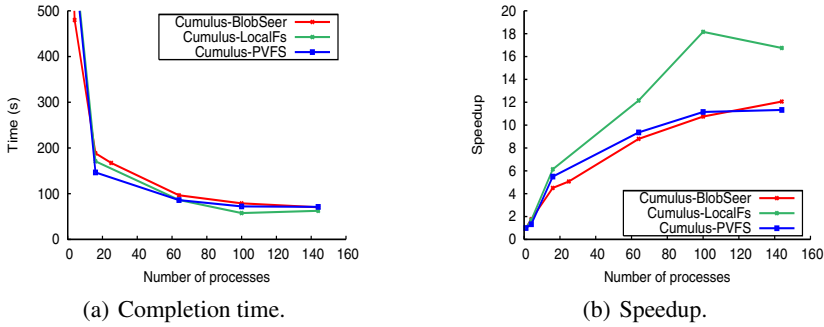 500
400
300
200
100
0
Time (s)
0 20 40 60 80 100 120 140 160
Number of processes
Cumulus-BlobSeer
Cumulus-LocalFs
Cumulus-PVFS
(a) Completion time.
20
18
16
14
12
10
8
6
4
2
0
Speedup
0 20 40 60 80 100 120 140 160
Number of processes
Cumulus-BlobSeer
Cumulus-LocalFs
Cumulus-PVFS
(b) Speedup.